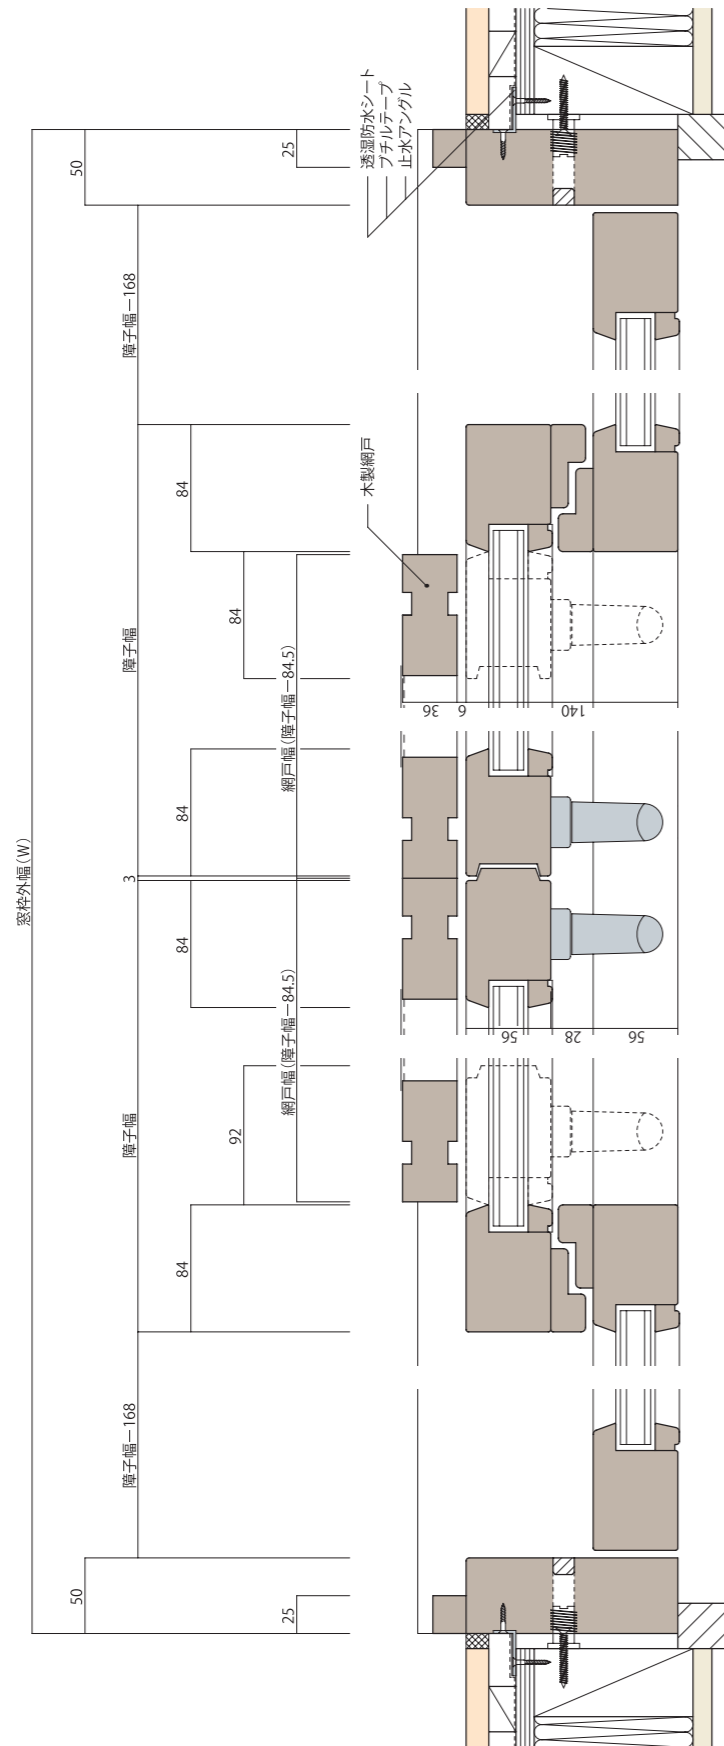 透湿防水シート
ブチルテープ
止水アングル
25
50
障子幅－168
木製網戸
84
84
障子幅
網戸幅（障子幅－84.5）
36
6
140
84
窓枠外幅（W）
3
84
網戸幅（障子幅－84.5）
56
28
56
92
障子幅
84
障子幅－168
50
25